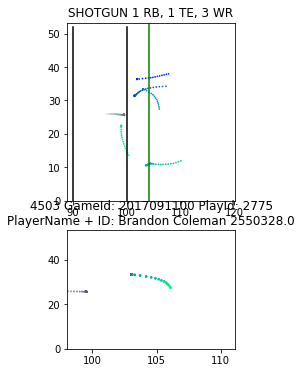 SHOTGUN 1 RB, 1 TE, 3 WR
50
40
30
20
10
0
90 100 110 120
4503 GameId: 2017091100 PlayId: 2775
PlayerName + ID: Brandon Coleman 2550328.0
40
20
0
100 105 110